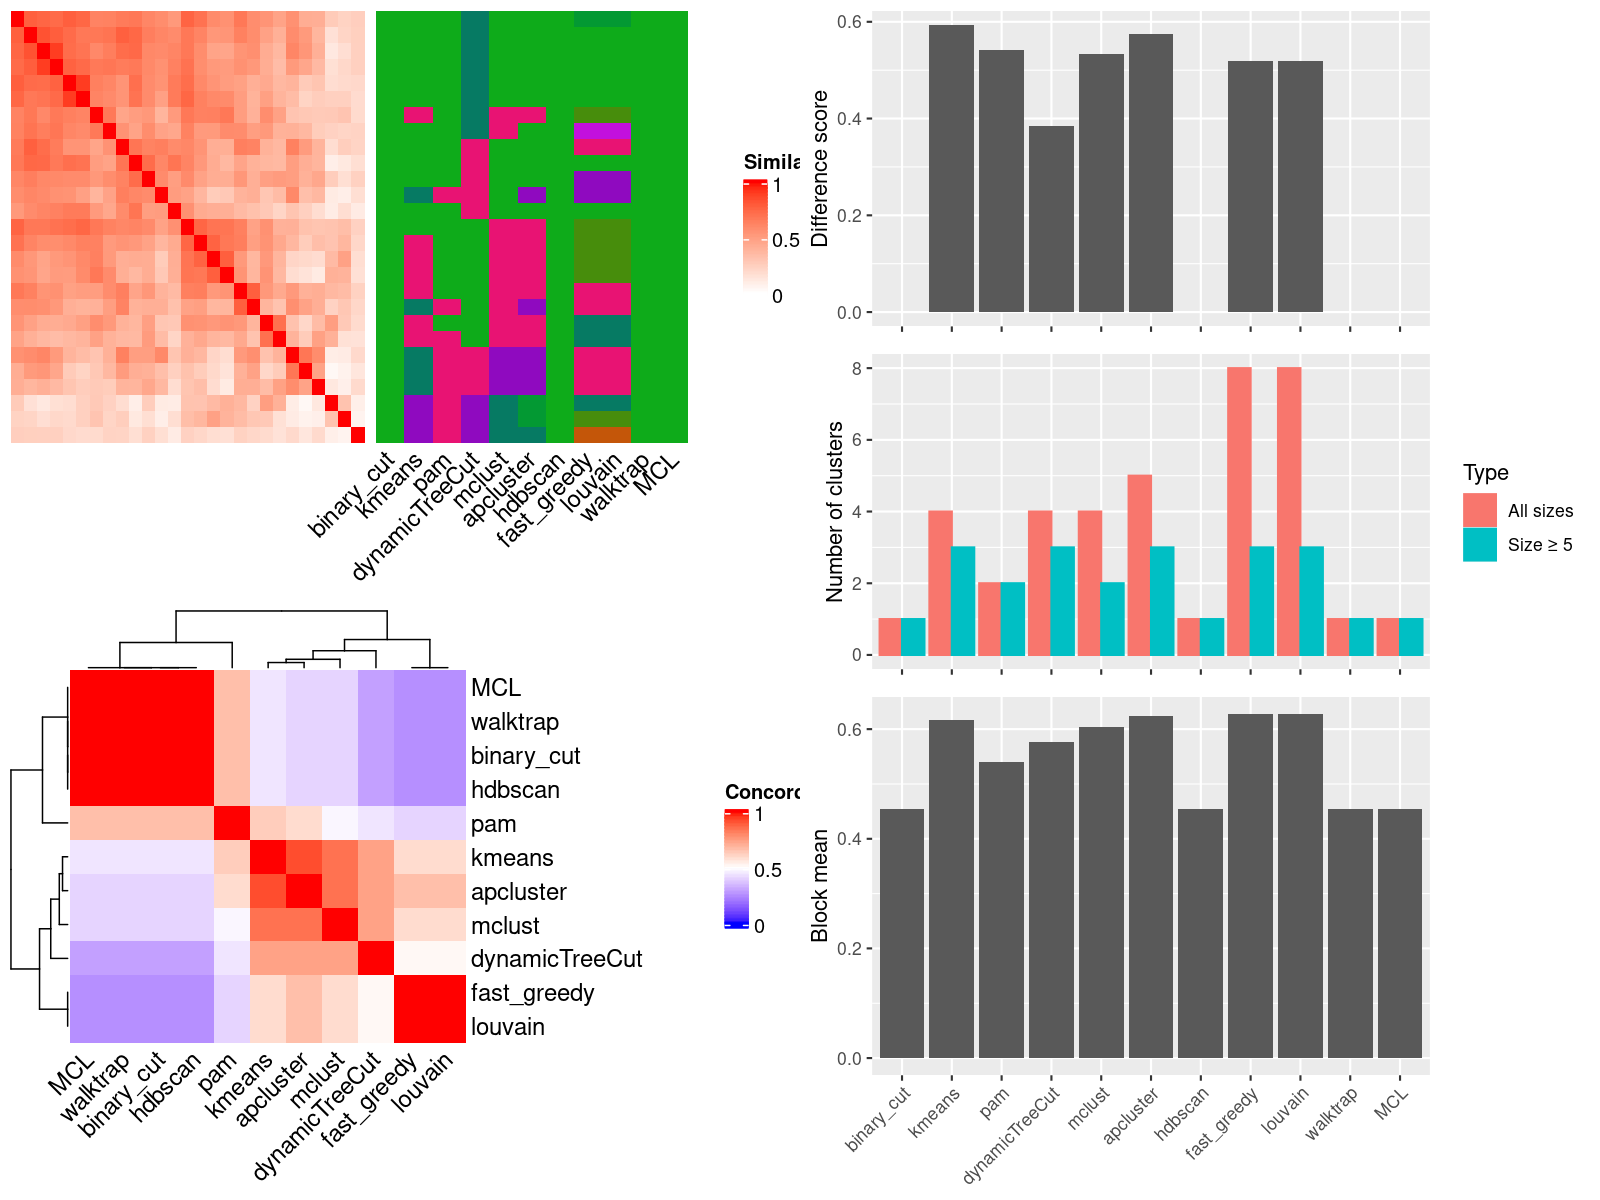 Simila
1
0.5
0
binary_cut
kmeans
pam
dynamicTreeCut
mclust
apcluster
hdbscan
fast_greedy
louvain
walktrap
MCL
MCL
walktrap
binary_cut
hdbscan
pam
kmeans
apcluster
mclust
dynamicTreeCut
fast_greedy
louvain
Concord
1
0.5
0
MCL
walktrap
binary_cut
hdbscan
pam
kmeans
apcluster
mclust
dynamicTreeCut
fast_greedy
louvain
Difference score
0.6
0.4
0.2
0.0
Number of clusters
8
6
4
2
0
Type
All sizes
Size ≥ 5
Block mean
0.6
0.4
0.2
0.0
binary_cut
kmeans
pam
dynamicTreeCut
mclust
apcluster
hdbscan
fast_greedy
louvain
walktrap
MCL